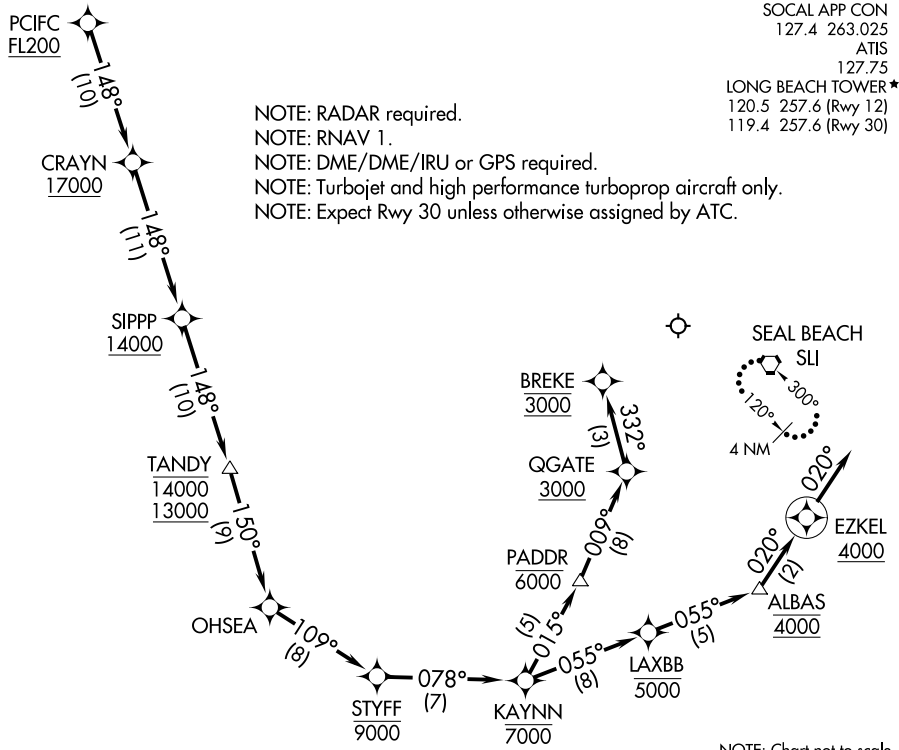 PCIFC
FL200
148°
(10)
CRAYN
17000
148°
(11)
SIPPP
14000
148°
(10)
TANDY
14000
13000
150°
(9)
OHSEA
109°
(8)
STYFF
9000
078°
(7)
KAYNN
7000
015°
(5)
PADDR
6000
009°
(8)
QGATE
3000
332°
(3)
BREKE
3000
055°
(8)
LAXBB
5000
055°
(5)
ALBAS
4000
020°
(2)
EZKEL
4000
020°
SEAL BEACH
SLI
300°
120°
4 NM
NOTE: RADAR required.
NOTE: RNAV 1.
NOTE: DME/DME/IRU or GPS required.
NOTE: Turbojet and high performance turboprop aircraft only.
NOTE: Expect Rwy 30 unless otherwise assigned by ATC.
SOCAL APP CON
127.4 263.025
ATIS
127.75
LONG BEACH TOWER★
120.5 257.6 (Rwy 12)
119.4 257.6 (Rwy 30)
NOTE: Chart not to scale.